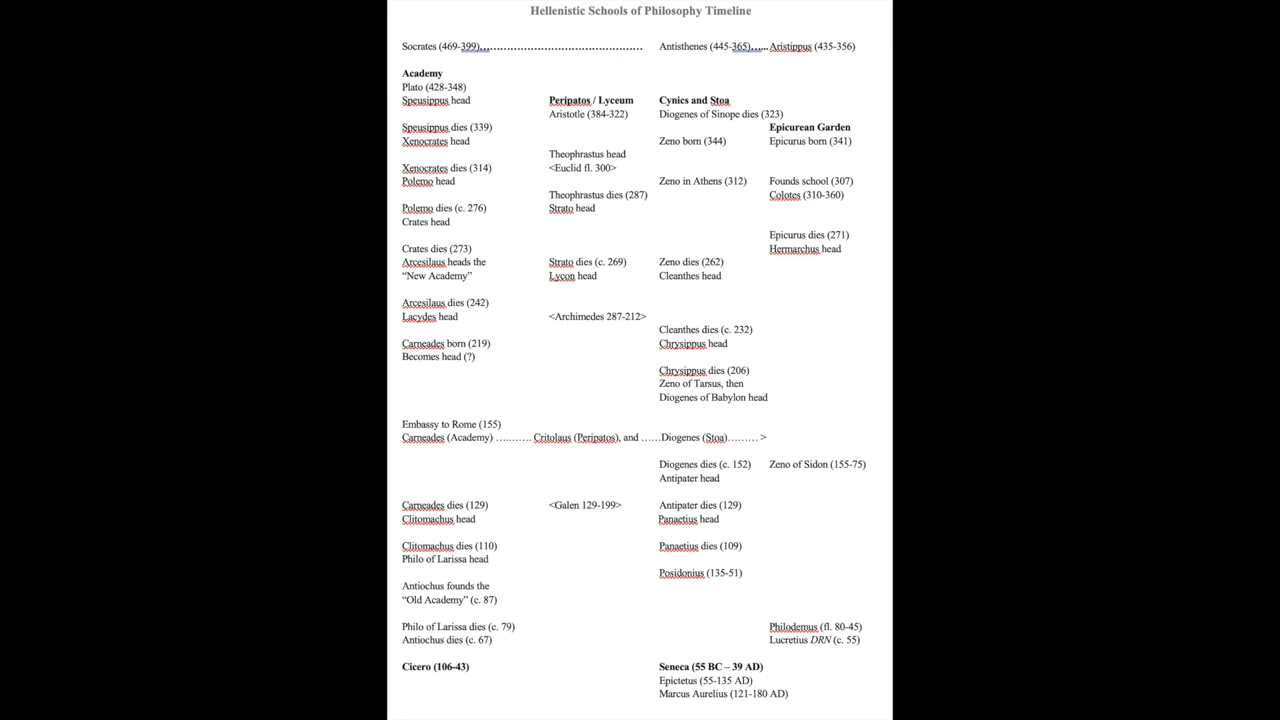 Hellenistic Schools of Philosophy Timeline
Socrates (469-399)………………………………………… Antisthenes (445-365)…... Aristippus (435-356)
Academy
Plato (428-348)
Speusippus head Peripatos / Lyceum Cynics and Stoa
Aristotle (384-322) Diogenes of Sinope dies (323)
Speusippus dies (339) Epicurean Garden
Xenocrates head Zeno born (344) Epicurus born (341)
Theophrastus head
Xenocrates dies (314) <Euclid fl. 300>
Polemo head Zeno in Athens (312) Founds school (307)
Theophrastus dies (287) Colotes (310-360)
Polemo dies (c. 276) Strato head
Crates head
Epicurus dies (271)
Crates dies (273) Hermarchus head
Arcesilaus heads the Strato dies (c. 269) Zeno dies (262)
“New Academy” Lycon head Cleanthes head
Arcesilaus dies (242)
Lacydes head <Archimedes 287-212>
Cleanthes dies (c. 232)
Carneades born (219) Chrysippus head
Becomes head (?)
Chrysippus dies (206)
Zeno of Tarsus, then
Diogenes of Babylon head
Embassy to Rome (155)
Carneades (Academy) ………. Critolaus (Peripatos), and ……Diogenes (Stoa)……… >
Diogenes dies (c. 152) Zeno of Sidon (155-75)
Antipater head
Carneades dies (129) <Galen 129-199> Antipater dies (129)
Clitomachus head Panaetius head
Clitomachus dies (110) Panaetius dies (109)
Philo of Larissa head
Posidonius (135-51)
Antiochus founds the
“Old Academy” (c. 87)
Philo of Larissa dies (c. 79) Philodemus (fl. 80-45)
Antiochus dies (c. 67) Lucretius DRN (c. 55)
Cicero (106-43) Seneca (55 BC – 39 AD)
Epictetus (55-135 AD)
Marcus Aurelius (121-180 AD)